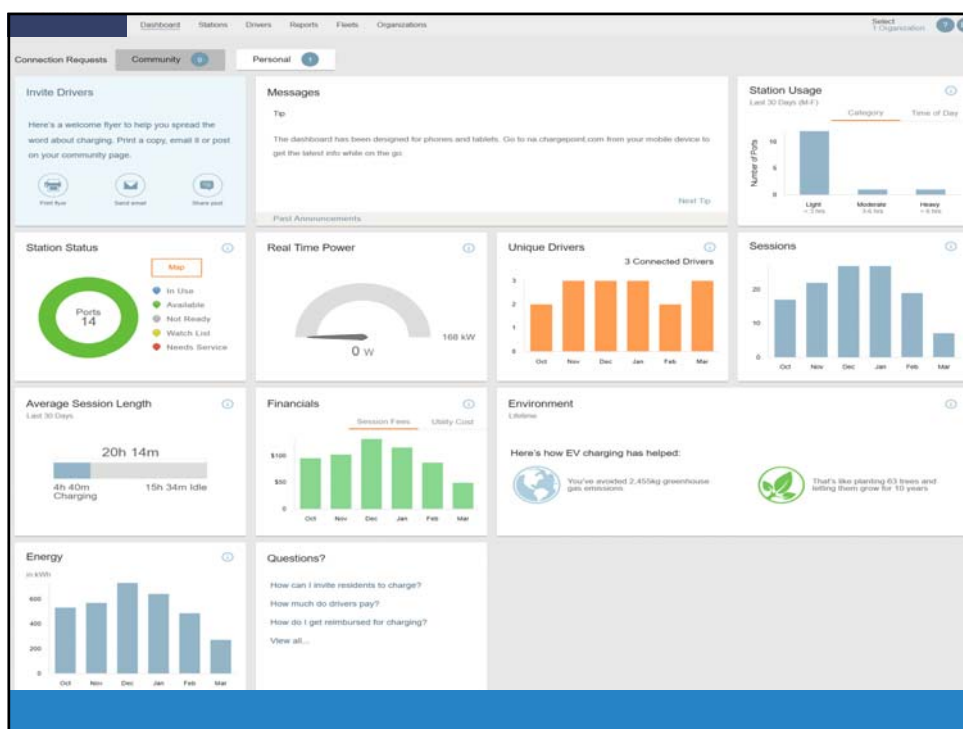 Dashboard Stations Drivers Reports Fleets Organizations
Select
1 Organization
?
Connection Requests Community 0 Personal 1
Invite Drivers
Here's a welcome flyer to help you spread the
word about charging. Print a copy, email it or post
on your community page.
Print flyer Send email Share post
Messages
Tip
The dashboard has been designed for phones and tablets. Go to na.chargepoint.com from your mobile device to
get the latest info while on the go.
Next Tip
Past Announcements
Station Usage
Last 30 Days (M-F)
Category Time of Day
Number of Ports
10
5
0
Light Moderate Heavy
< 3 hrs 3-6 hrs > 6 hrs
Station Status
Map
Ports
14
In Use
Available
Not Ready
Watch List
Needs Service
Real Time Power
168 kW
0 W
Unique Drivers
3 Connected Drivers
3
2
1
0
Oct Nov Dec Jan Feb Mar
Sessions
20
10
0
Oct Nov Dec Jan Feb Mar
Average Session Length
Last 30 Days
20h 14m
4h 40m 15h 34m Idle
Charging
Financials
Session Fees Utility Cost
$100
$50
0
Oct Nov Dec Jan Feb Mar
Environment
Lifetime
Here's how EV charging has helped:
You've avoided 2,455kg greenhouse
gas emissions
That's like planting 63 trees and
letting them grow for 10 years
Energy
in kWh
600
400
200
0
Oct Nov Dec Jan Feb Mar
Questions?
How can I invite residents to charge?
How much do drivers pay?
How do I get reimbursed for charging?
View all...